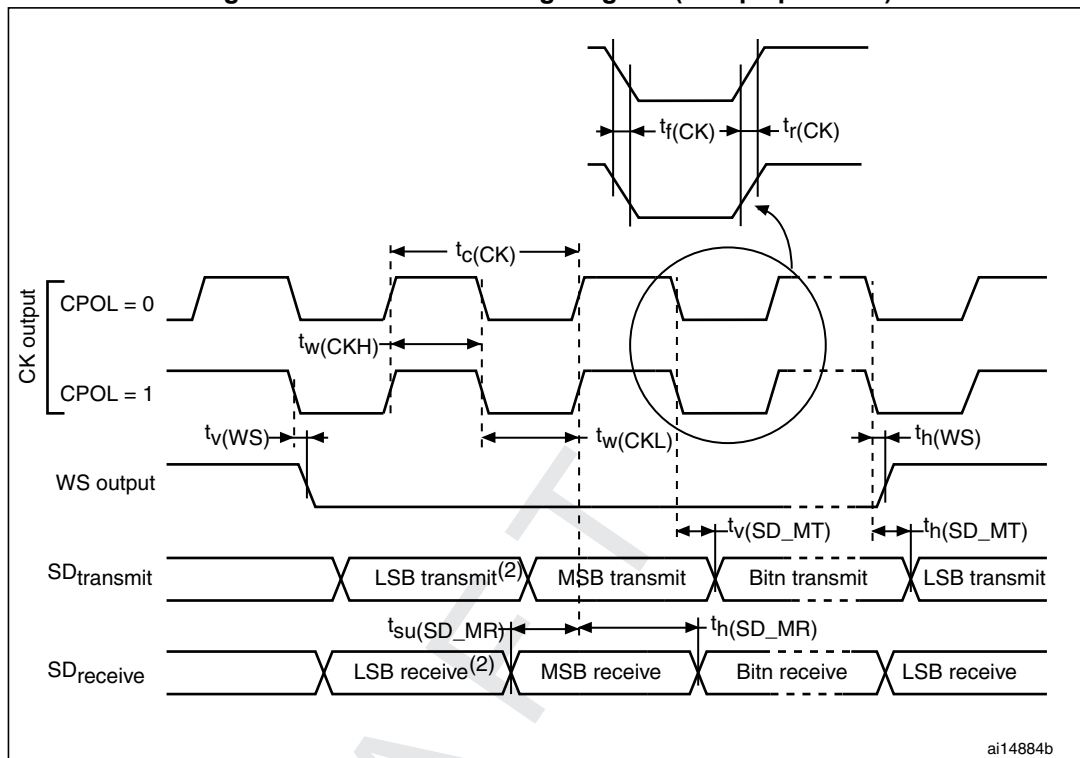 tf(CK)
tr(CK)
tc(CK)
CK output
CPOL = 0
tw(CKH)
CPOL = 1
tv(WS)
tw(CKL)
th(WS)
WS output
tv(SD_MT)
th(SD_MT)
SDtransmit
LSB transmit(2)
MSB transmit
Bitn transmit
LSB transmit
tsu(SD_MR)
th(SD_MR)
SDreceive
LSB receive(2)
MSB receive
Bitn receive
LSB receive
ai14884b